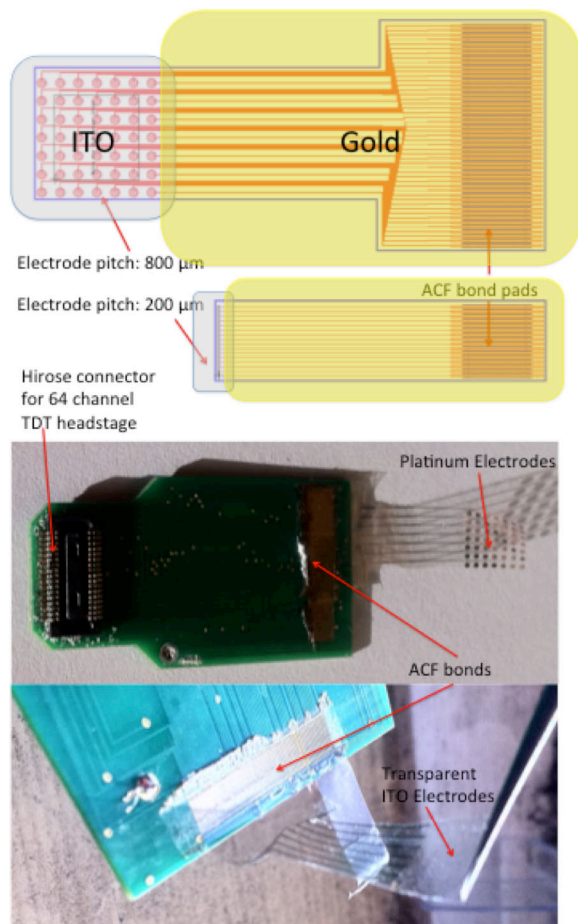 ITO
Gold
Electrode pitch: 800 µm
Electrode pitch: 200 µm
ACF bond pads
Hirose connector
for 64 channel
TDT headstage
Platinum Electrodes
ACF bonds
Transparent
ITO Electrodes